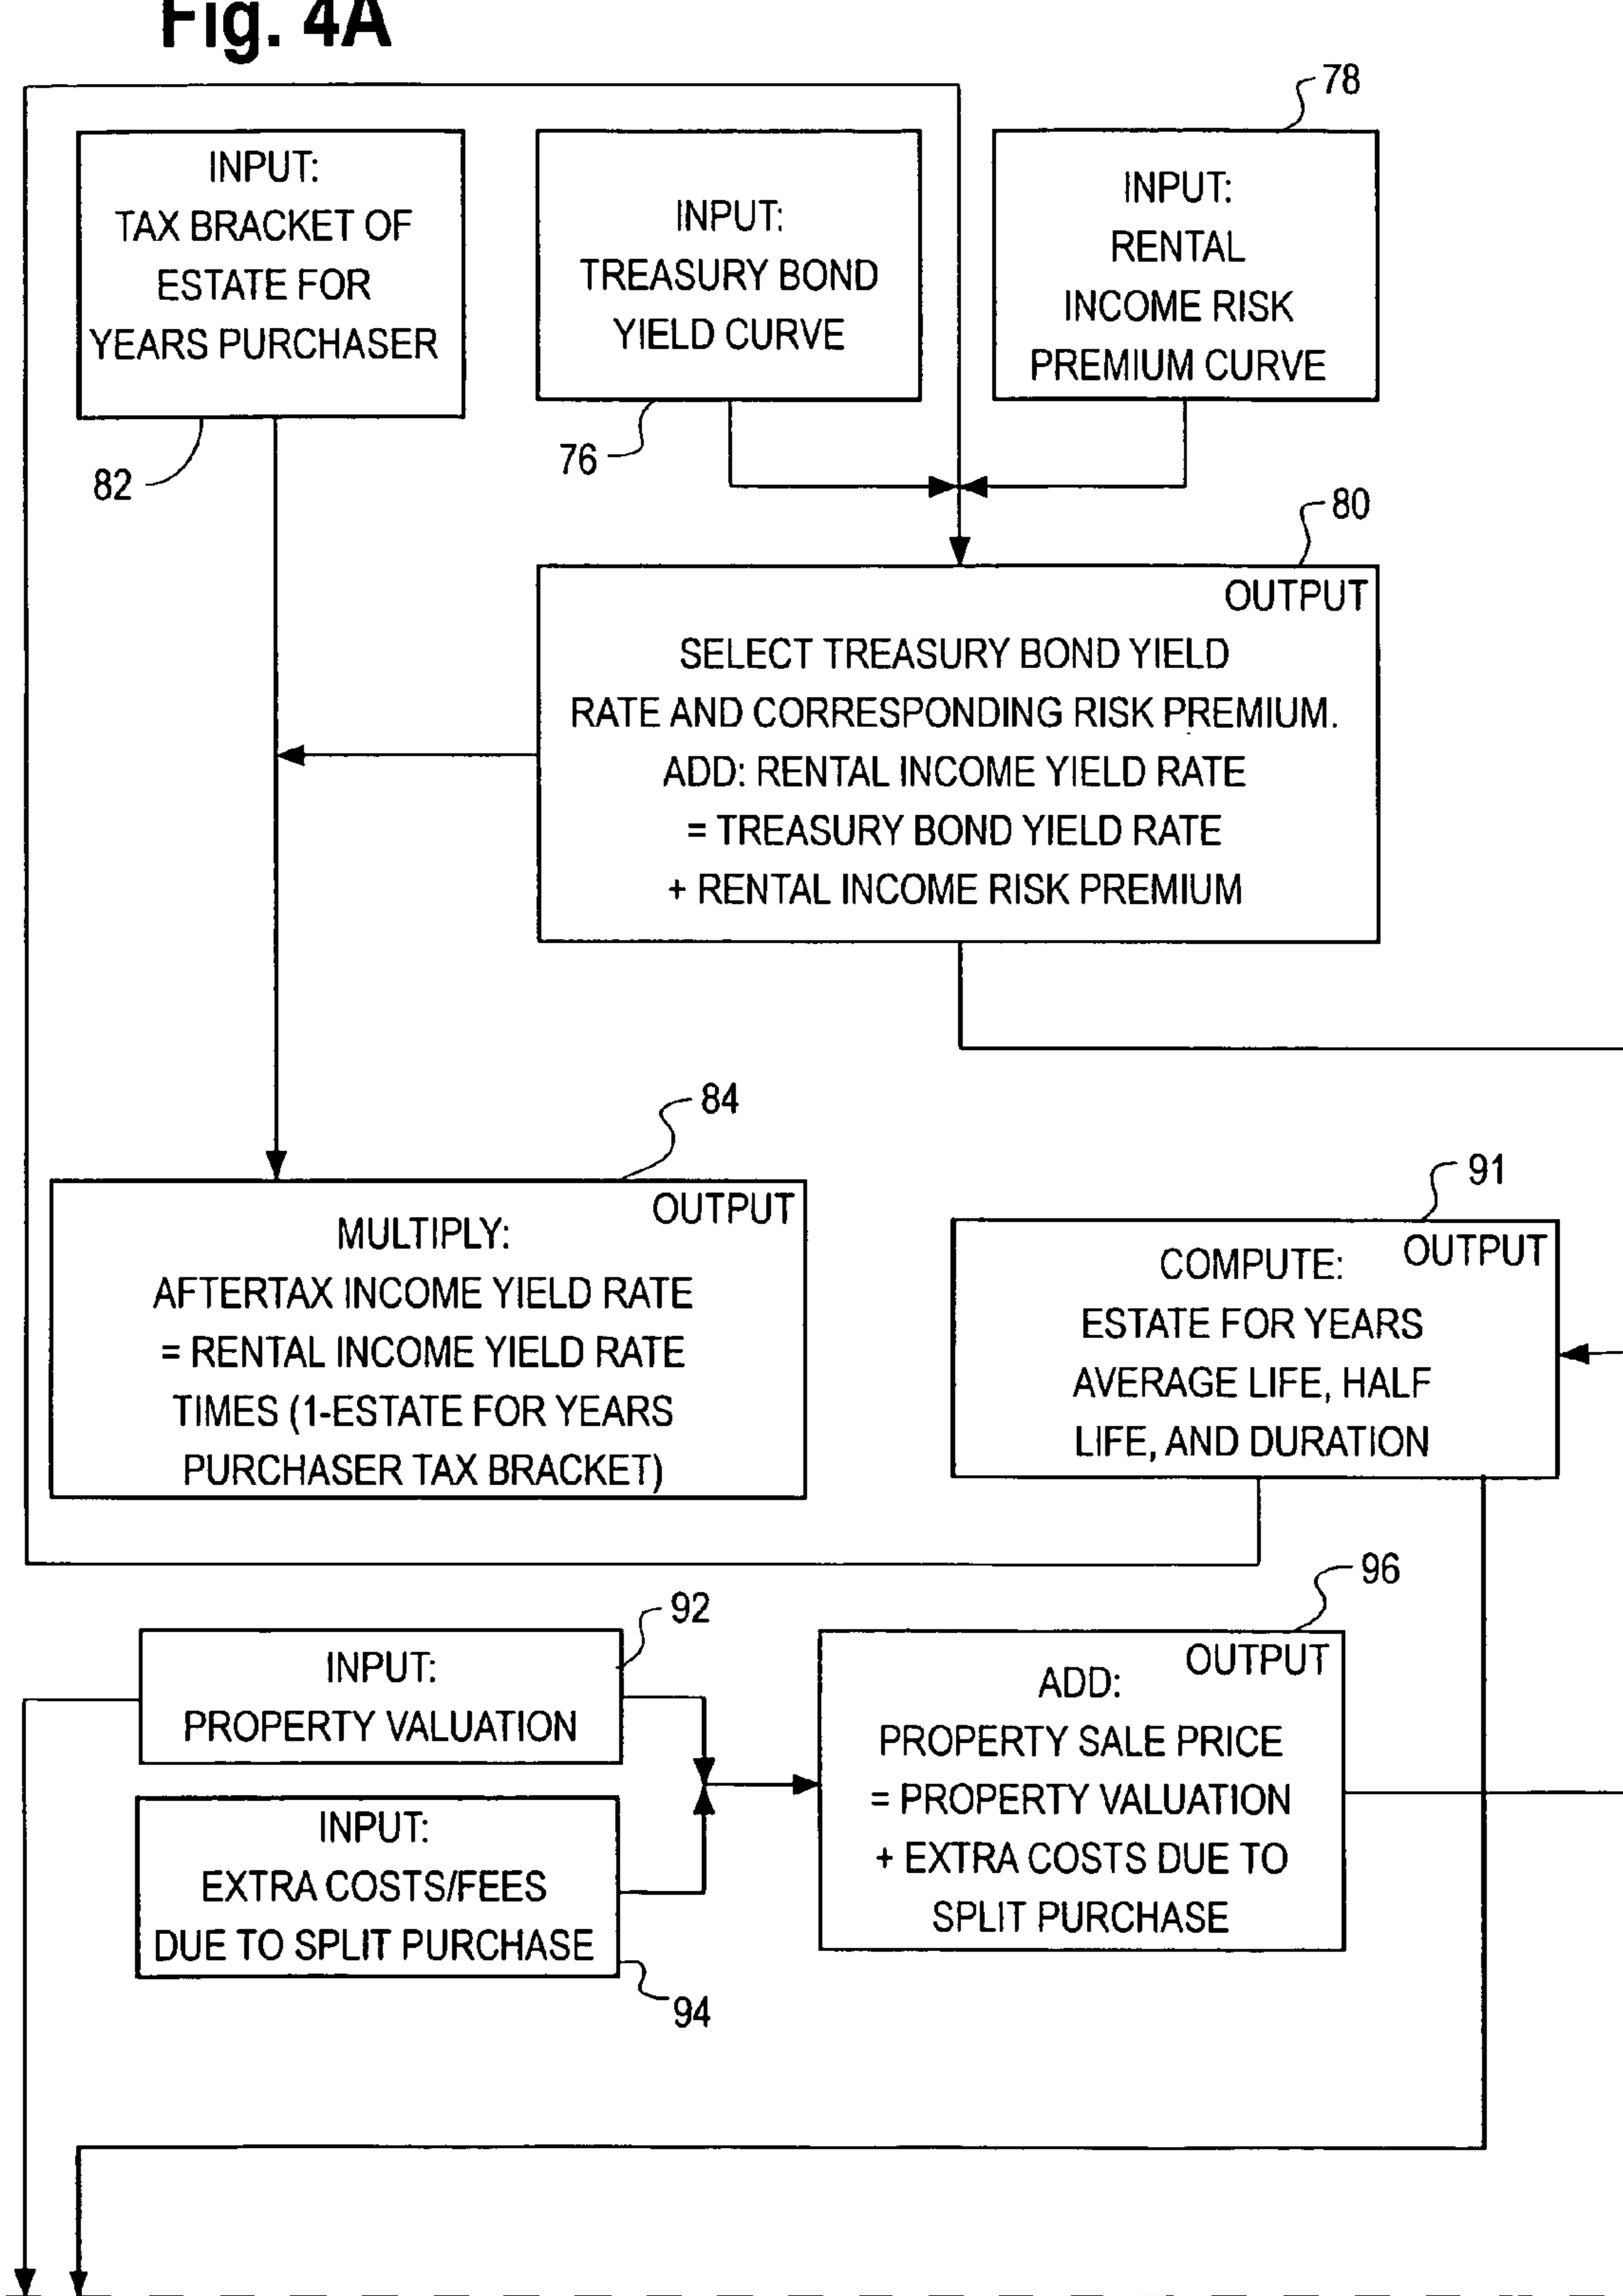 Fig. 4A
78
INPUT:
TAX BRACKET OF
ESTATE FOR
YEARS PURCHASER
82
INPUT:
TREASURY BOND
YIELD CURVE
76
INPUT:
RENTAL
INCOME RISK
PREMIUM CURVE
80
OUTPUT
SELECT TREASURY BOND YIELD
RATE AND CORRESPONDING RISK PREMIUM.
ADD: RENTAL INCOME YIELD RATE
= TREASURY BOND YIELD RATE
+ RENTAL INCOME RISK PREMIUM
84
OUTPUT
MULTIPLY:
AFTERTAX INCOME YIELD RATE
= RENTAL INCOME YIELD RATE
TIMES (1-ESTATE FOR YEARS
PURCHASER TAX BRACKET)
91
OUTPUT
COMPUTE:
ESTATE FOR YEARS
AVERAGE LIFE, HALF
LIFE, AND DURATION
92
INPUT:
PROPERTY VALUATION
INPUT:
EXTRA COSTS/FEES
DUE TO SPLIT PURCHASE
94
96
OUTPUT
ADD:
PROPERTY SALE PRICE
= PROPERTY VALUATION
+ EXTRA COSTS DUE TO
SPLIT PURCHASE